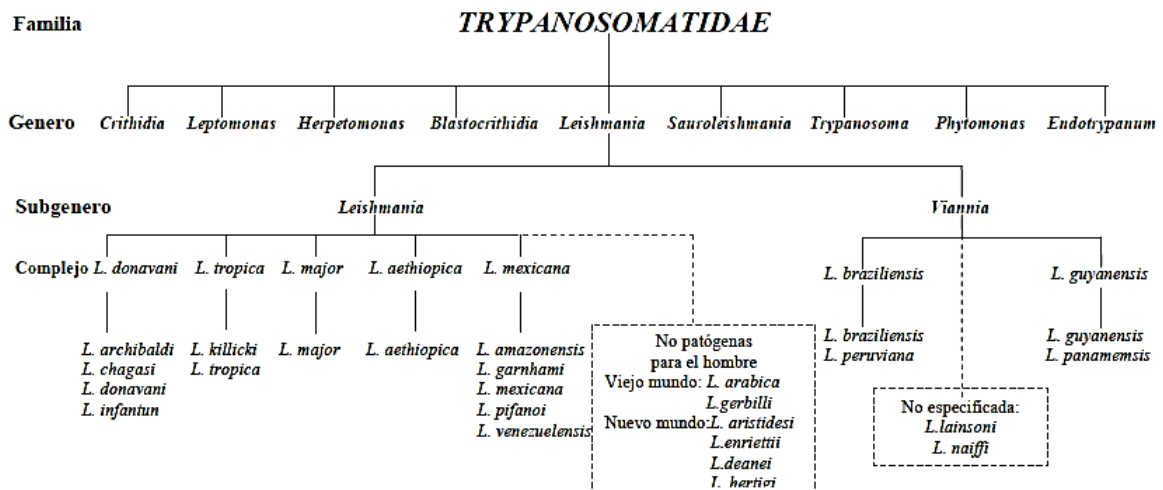 Familia TRYPANOSOMATIDAE
Genero Crithidia Leptomonas Herpetomonas Blastocrithidia Leishmania Sauroleishmania Trypanosoma Phytomonas Endotrypanum
Subgenero Leishmania Viannia
Complejo L. donavani L. tropica L. major L. aethiopica L. mexicana
L. braziliensis L. guyanensis
L. archibaldi
L. chagasi
L. donavani
L. infantun
L. killicki
L. tropica
L. major
L. aethiopica
L. amazonensis
L. garnhami
L. mexicana
L. pifanoi
L. venezuelensis
No patógenas
para el hombre
Viejo mundo: L. arabica
L.gerbilli
Nuevo mundo:L. aristidesi
L.enriettii
L.deanei
L. hertigi
L. braziliensis
L. peruviana
No especificada:
L.lainsoni
L. naiffi
L. guyanensis
L. panamemsis